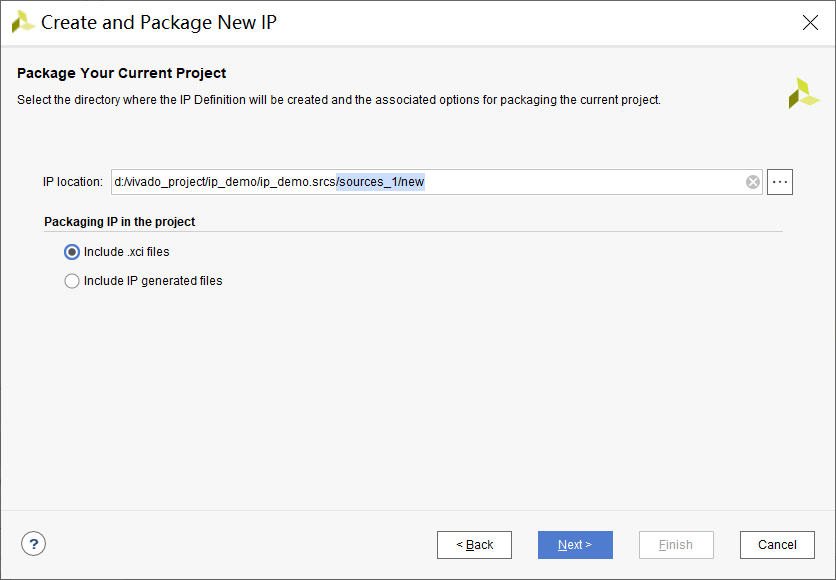 Create and Package New IP
Package Your Current Project
Select the directory where the IP Definition will be created and the associated options for packaging the current project.
IP location: d:/vivado_project/ip_demo/ip_demo.srcs/sources_1/new ...
Packaging IP in the project
Include .xci files
Include IP generated files
? < Back Next > Finish Cancel